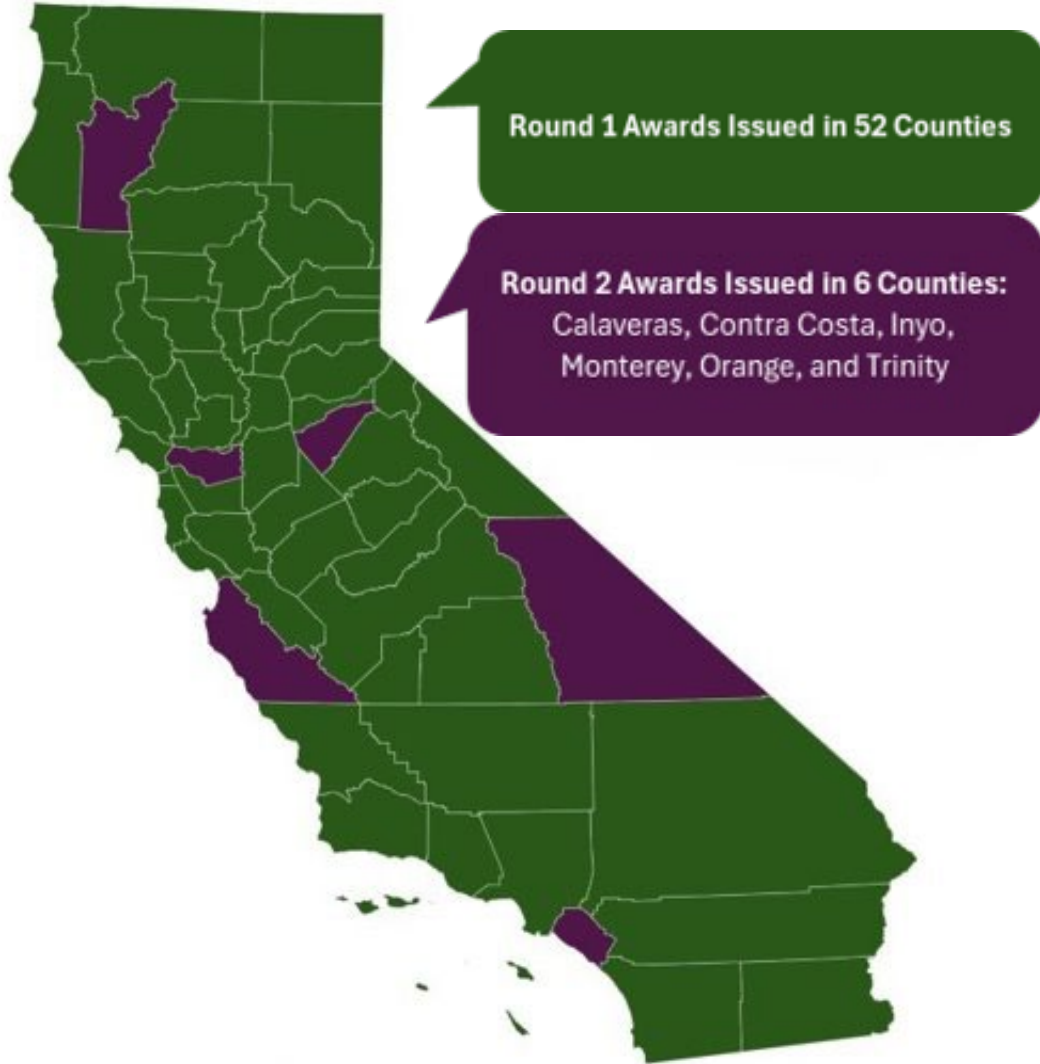 Round 1 Awards Issued in 52 Counties
Round 2 Awards Issued in 6 Counties:
Calaveras, Contra Costa, Inyo,
Monterey, Orange, and Trinity